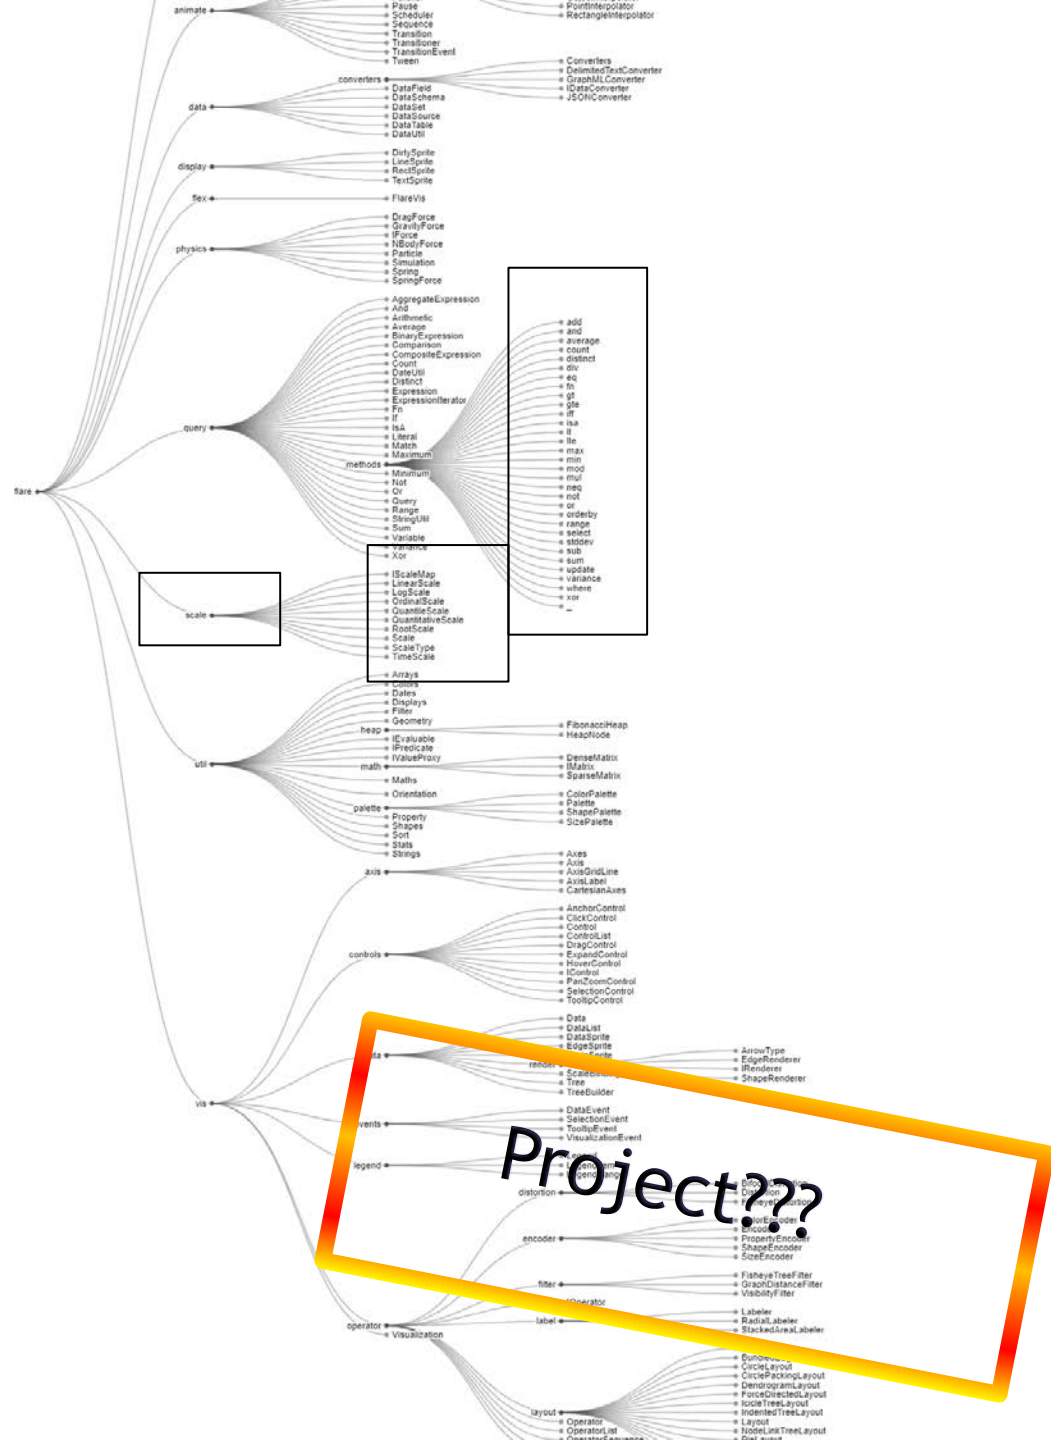 animate
Pause
Scheduler
Sequence
Transition
Transitioner
TransitionEvent
Tween
PointInterpolator
RectangleInterpolator
converters
Converters
DelimitedTextConverter
GraphMLConverter
IDataConverter
JSONConverter
data
DataField
DataSchema
DataSet
DataSource
DataTable
DataUtil
display
DirtySprite
LineSprite
RectSprite
TextSprite
flex
FlareVis
physics
DragForce
GravityForce
IForce
NBodyForce
Particle
Simulation
Spring
SpringForce
query
AggregateExpression
And
Arithmetic
Average
BinaryExpression
Comparison
CompositeExpression
Count
DateUtil
Distinct
Expression
ExpressionIterator
Fn
If
IsA
Literal
Match
Maximum
methods
Minimum
Not
Or
Query
Range
StringUtil
Sum
Variable
Variance
Xor
add
and
average
count
distinct
div
eq
fn
gt
gte
iff
isa
lt
lte
max
min
mod
mul
neq
not
or
orderby
range
select
stddev
sub
sum
update
variance
where
xor
_
flare
scale
IScaleMap
LinearScale
LogScale
OrdinalScale
QuantileScale
QuantitativeScale
RootScale
Scale
ScaleType
TimeScale
util
Arrays
Colors
Dates
Displays
Filter
Geometry
heap
FibonacciHeap
HeapNode
IEvaluable
IPredicate
IValueProxy
math
DenseMatrix
IMatrix
SparseMatrix
Maths
Orientation
palette
ColorPalette
Palette
ShapePalette
SizePalette
Property
Shapes
Sort
Stats
Strings
axis
Axes
Axis
AxisGridLine
AxisLabel
CartesianAxes
controls
AnchorControl
ClickControl
Control
ControlList
DragControl
ExpandControl
HoverControl
IControl
PanZoomControl
SelectionControl
TooltipControl
Data
DataList
DataSprite
EdgeSprite
render
ArrowType
EdgeRenderer
IRenderer
ShapeRenderer
Tree
TreeBuilder
vis
DataEvent
SelectionEvent
TooltipEvent
VisualizationEvent
legend
Project???
distortion
encoder
PropertyEncoder
ShapeEncoder
SizeEncoder
filter
FisheyeTreeFilter
GraphDistanceFilter
VisibilityFilter
label
Labeler
RadialLabeler
StackedAreaLabeler
operator
Visualization
layout
CircleLayout
CirclePackingLayout
DendrogramLayout
ForceDirectedLayout
IcicleTreeLayout
IndentedTreeLayout
Layout
NodeLinkTreeLayout
PieLayout
Operator
OperatorList
OperatorSequence